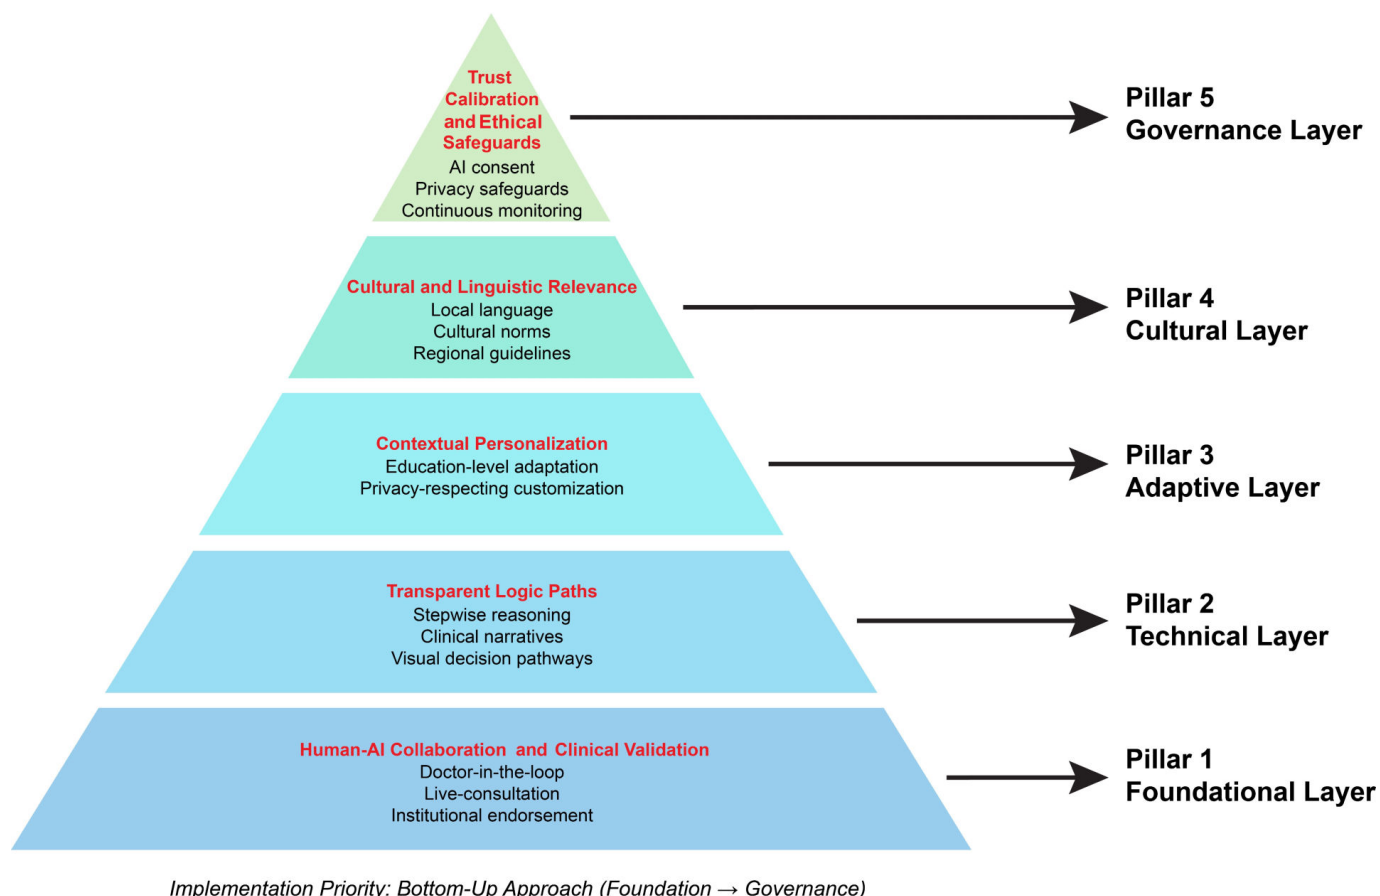 Trust
Calibration
and Ethical
Safeguards
AI consent
Privacy safeguards
Continuous monitoring
Pillar 5
Governance Layer
Cultural and Linguistic Relevance
Local language
Cultural norms
Regional guidelines
Pillar 4
Cultural Layer
Contextual Personalization
Education-level adaptation
Privacy-respecting customization
Pillar 3
Adaptive Layer
Transparent Logic Paths
Stepwise reasoning
Clinical narratives
Visual decision pathways
Pillar 2
Technical Layer
Human-AI Collaboration and Clinical Validation
Doctor-in-the-loop
Live-consultation
Institutional endorsement
Pillar 1
Foundational Layer
Implementation Priority: Bottom-Up Approach (Foundation → Governance)